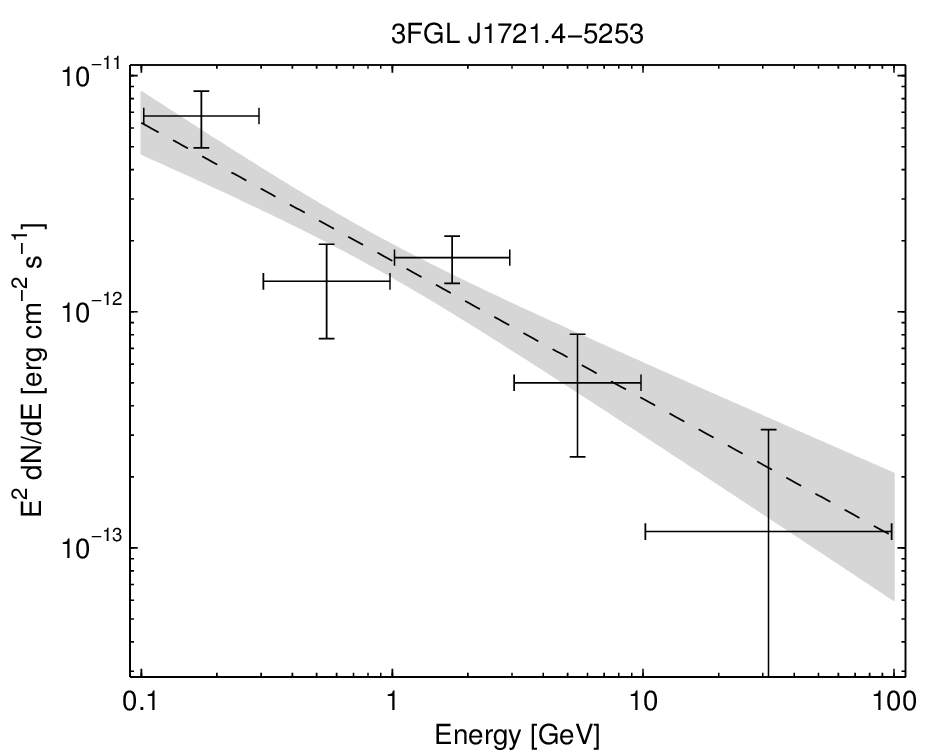 3FGL J1721.4−5253
10⁻¹¹
10⁻¹²
10⁻¹³
E² dN/dE [erg cm⁻² s⁻¹]
0.1 1 10 100
Energy [GeV]